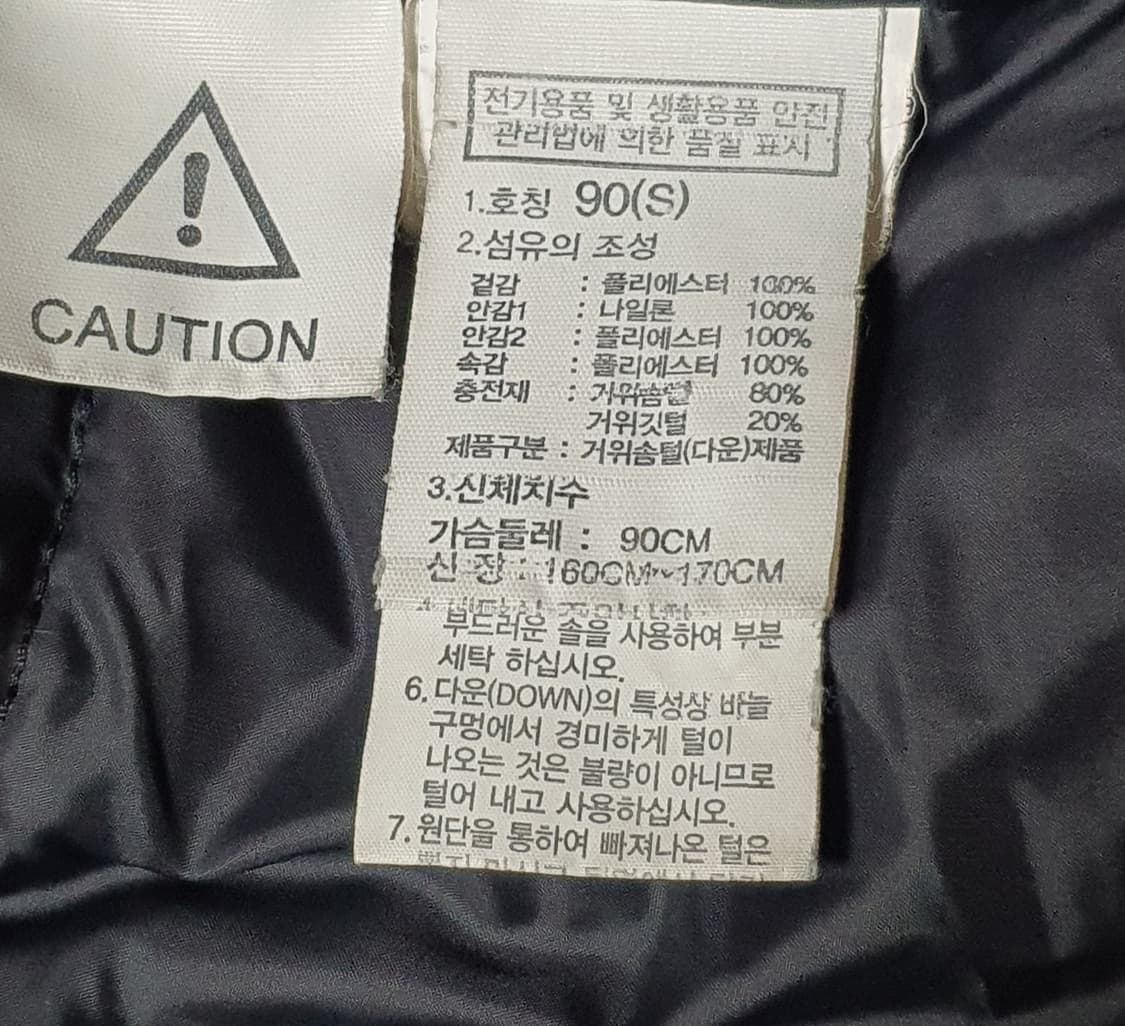 CAUTION
전기용품 및 생활용품 안전
관리법에 의한 품질 표시
1.호칭 90(S)
2.섬유의 조성
겉감 : 폴리에스터 100%
안감1 : 나일론 100%
안감2 : 폴리에스터 100%
속감 : 폴리에스터 100%
충전재 : 거위솜털 80%
거위깃털 20%
제품구분 : 거위솜털(다운)제품
3.신체치수
가슴둘레 : 90CM
신 장 : 160CM~170CM
부드러운 솔을 사용하여 부분
세탁 하십시오.
6.다운(DOWN)의 특성상 바늘
구멍에서 경미하게 털이
나오는 것은 불량이 아니므로
털어 내고 사용하십시오.
7.원단을 통하여 빠져나온 털은